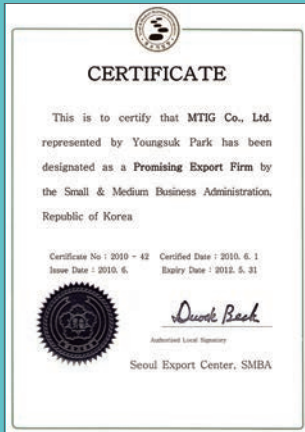 CERTIFICATE
This is to certify that MTIG Co., Ltd.
represented by Youngsuk Park has been
designated as a Promising Export Firm by
the Small & Medium Business Administration,
Republic of Korea
Certificate No : 2010 - 42 Certified Date : 2010. 6. 1
Issue Date : 2010. 6. Expiry Date : 2012. 5. 31
Authorized Local Signatory
Seoul Export Center, SMBA